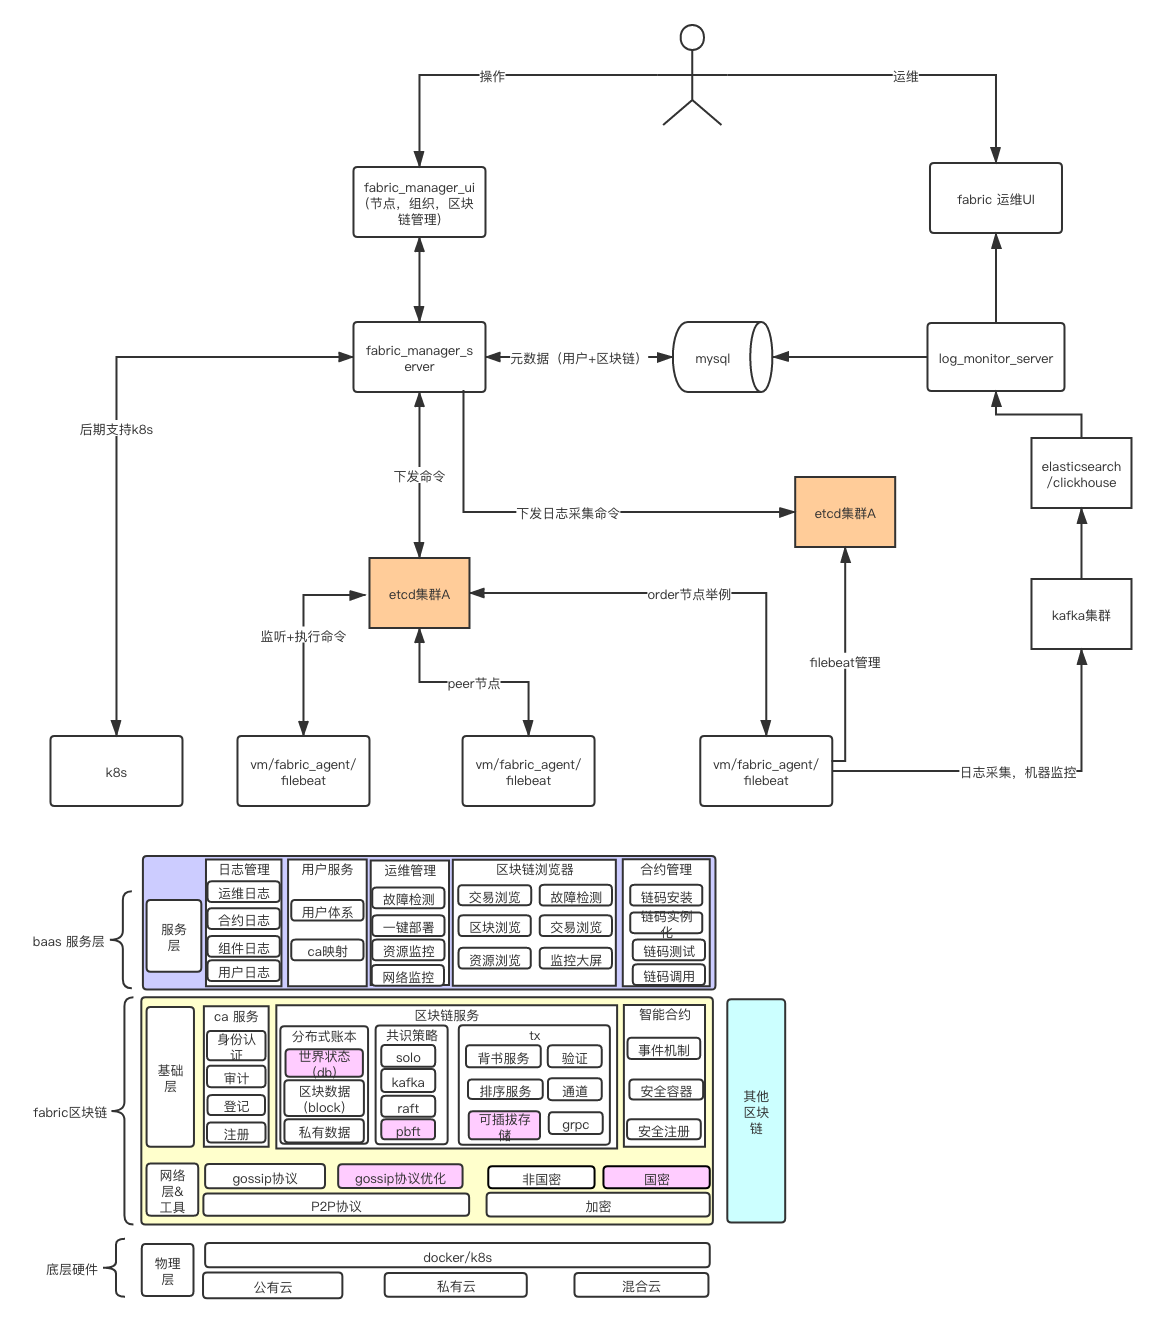 操作
运维
fabric_manager_ui
(节点，组织，区块
链管理)
fabric 运维UI
fabric_manager_s
erver
元数据（用户+区块链）
mysql
log_monitor_server
后期支持k8s
elasticsearch
/clickhouse
下发命令
下发日志采集命令
etcd集群A
etcd集群A
order节点举例
kafka集群
监听+执行命令
filebeat管理
peer节点
k8s
vm/fabric_agent/
filebeat
vm/fabric_agent/
filebeat
vm/fabric_agent/
filebeat
日志采集，机器监控
baas 服务层
服务
层
日志管理
运维日志
合约日志
组件日志
用户日志
用户服务
用户体系
ca映射
运维管理
故障检测
一键部署
资源监控
网络监控
区块链浏览器
交易浏览
故障检测
区块浏览
交易浏览
资源浏览
监控大屏
合约管理
链码安装
链码实例
化
链码测试
链码调用
fabric区块链
基础
层
ca 服务
身份认
证
审计
登记
注册
区块链服务
分布式账本
世界状态
(db)
区块数据
(block)
私有数据
共识策略
solo
kafka
raft
pbft
tx
背书服务
验证
排序服务
通道
可插拔存
储
grpc
智能合约
事件机制
安全容器
安全注册
其他
区块
链
网络
层&
工具
gossip协议
gossip协议优化
非国密
国密
P2P协议
加密
底层硬件
物理
层
docker/k8s
公有云
私有云
混合云